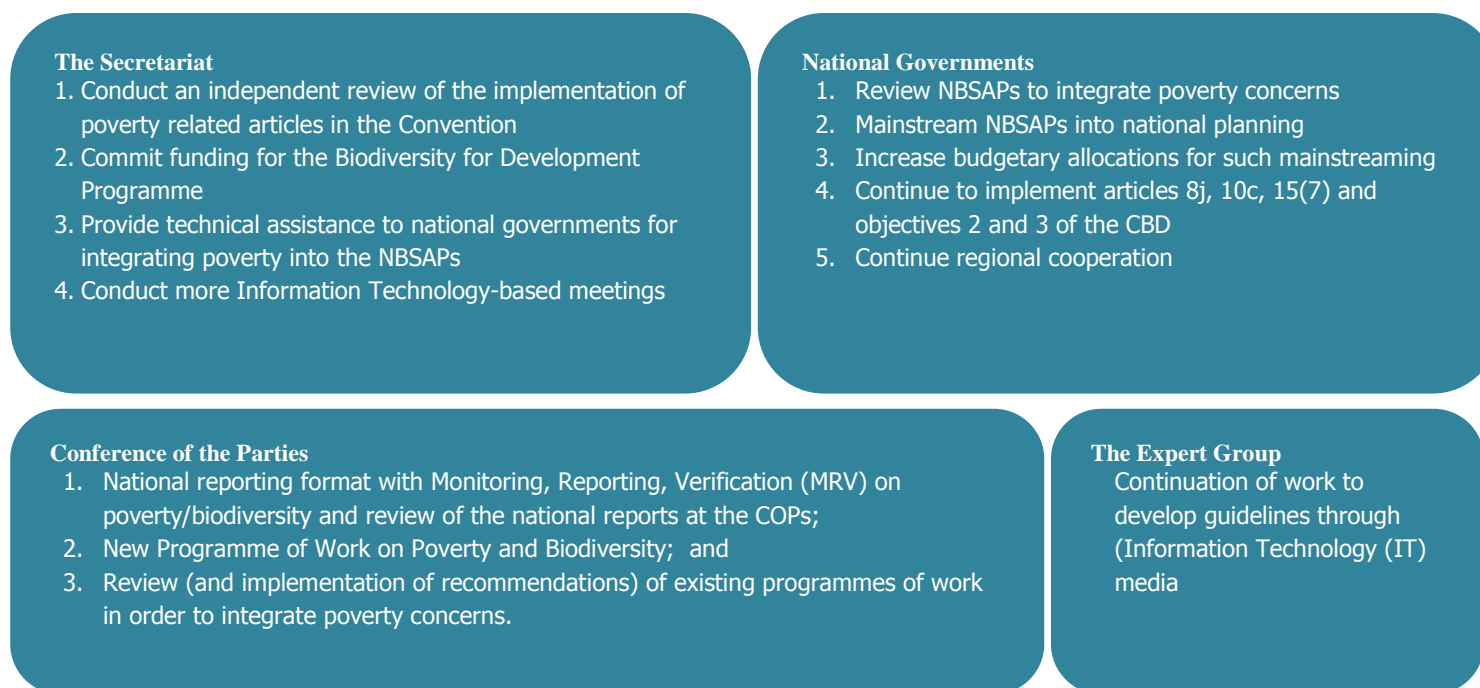 The Secretariat
1. Conduct an independent review of the implementation of
poverty related articles in the Convention
2. Commit funding for the Biodiversity for Development
Programme
3. Provide technical assistance to national governments for
integrating poverty into the NBSAPs
4. Conduct more Information Technology-based meetings
National Governments
1. Review NBSAPs to integrate poverty concerns
2. Mainstream NBSAPs into national planning
3. Increase budgetary allocations for such mainstreaming
4. Continue to implement articles 8j, 10c, 15(7) and
objectives 2 and 3 of the CBD
5. Continue regional cooperation
Conference of the Parties
1. National reporting format with Monitoring, Reporting, Verification (MRV) on
poverty/biodiversity and review of the national reports at the COPs;
2. New Programme of Work on Poverty and Biodiversity; and
3. Review (and implementation of recommendations) of existing programmes of work
in order to integrate poverty concerns.
The Expert Group
Continuation of work to
develop guidelines through
(Information Technology (IT)
media